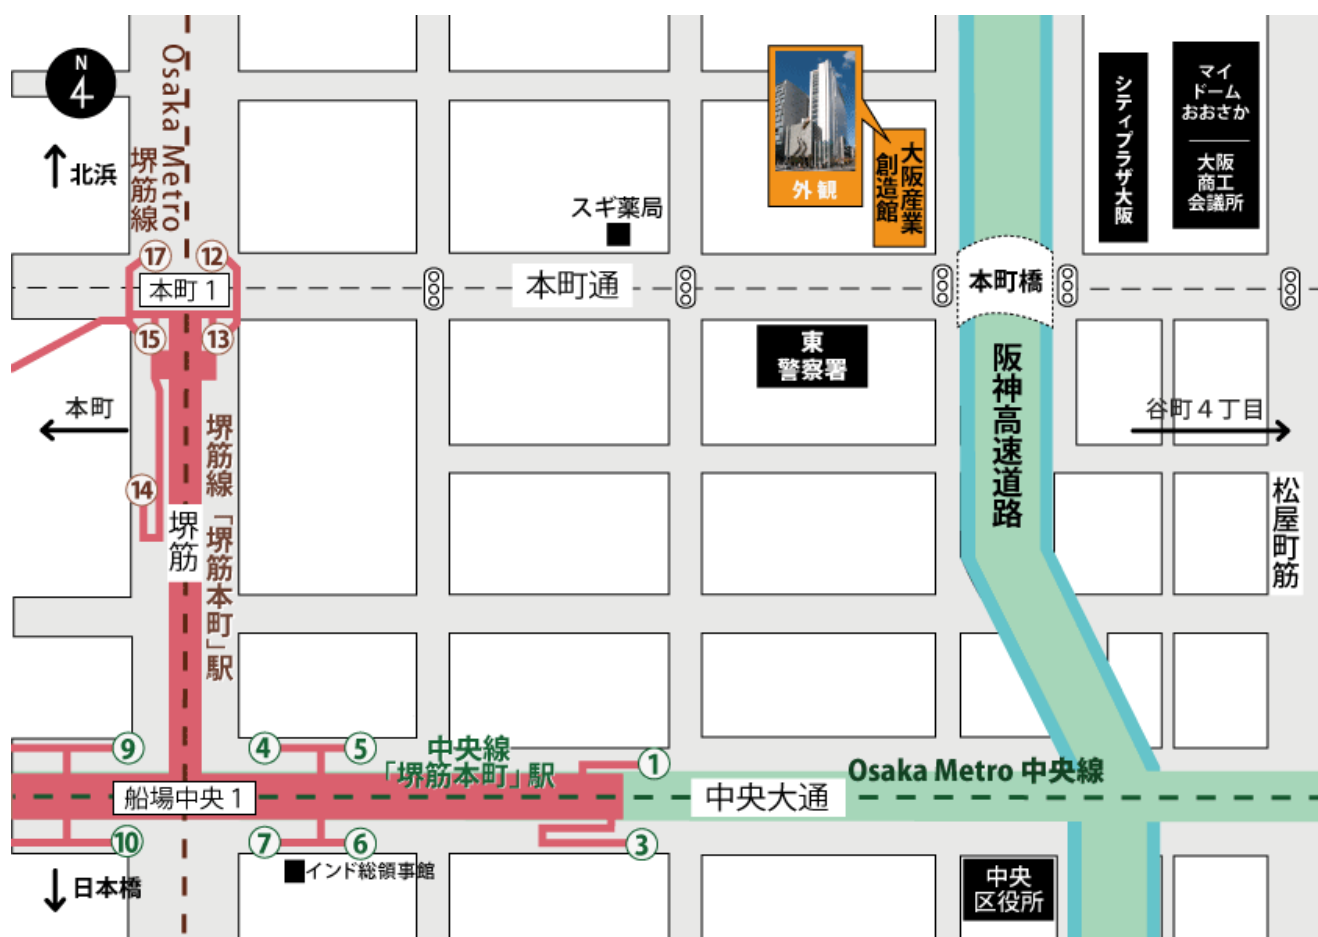 N
4
北浜
Osaka Metro
堺筋線
外観
大阪産業
創造館
シティプラザ大阪
マイ
ドーム
おおさか
大阪
商工
会議所
スギ薬局
17
12
本町1
15
13
本町通
本町橋
東
警察署
阪神高速道路
本町
谷町4丁目
14
堺筋
堺筋線「堺筋本町」駅
松屋町筋
9
4
5
中央線
「堺筋本町」駅
1
Osaka Metro 中央線
船場中央1
中央大通
10
7
6
3
インド総領事館
日本橋
中央
区役所